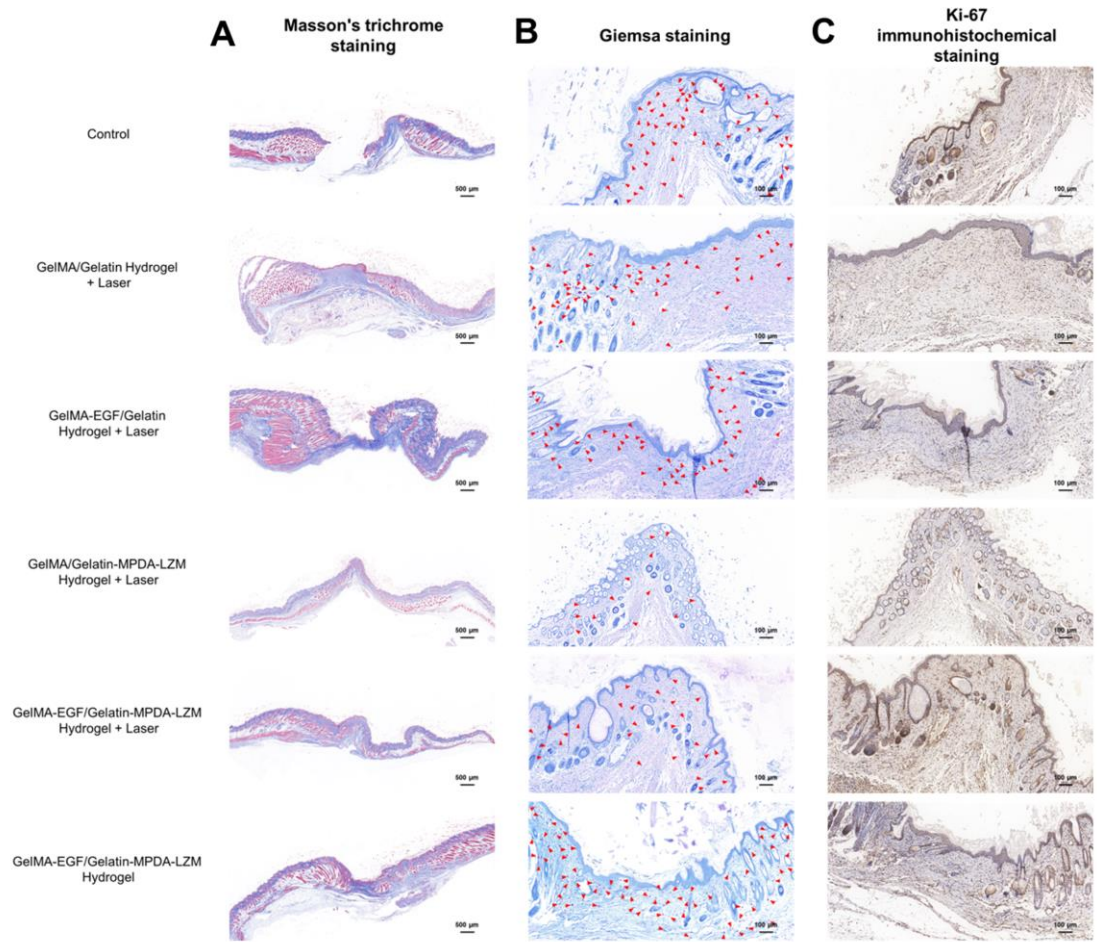 A
Masson's trichrome
staining
B
Giemsa staining
C
Ki-67
immunohistochemical
staining
Control
500 µm
100 µm
100 µm
GelMA/Gelatin Hydrogel
+ Laser
500 µm
100 µm
100 µm
GelMA-EGF/Gelatin
Hydrogel + Laser
500 µm
100 µm
100 µm
GelMA/Gelatin-MPDA-LZM
Hydrogel + Laser
500 µm
100 µm
100 µm
GelMA-EGF/Gelatin-MPDA-LZM
Hydrogel + Laser
500 µm
100 µm
100 µm
GelMA-EGF/Gelatin-MPDA-LZM
Hydrogel
500 µm
100 µm
100 µm